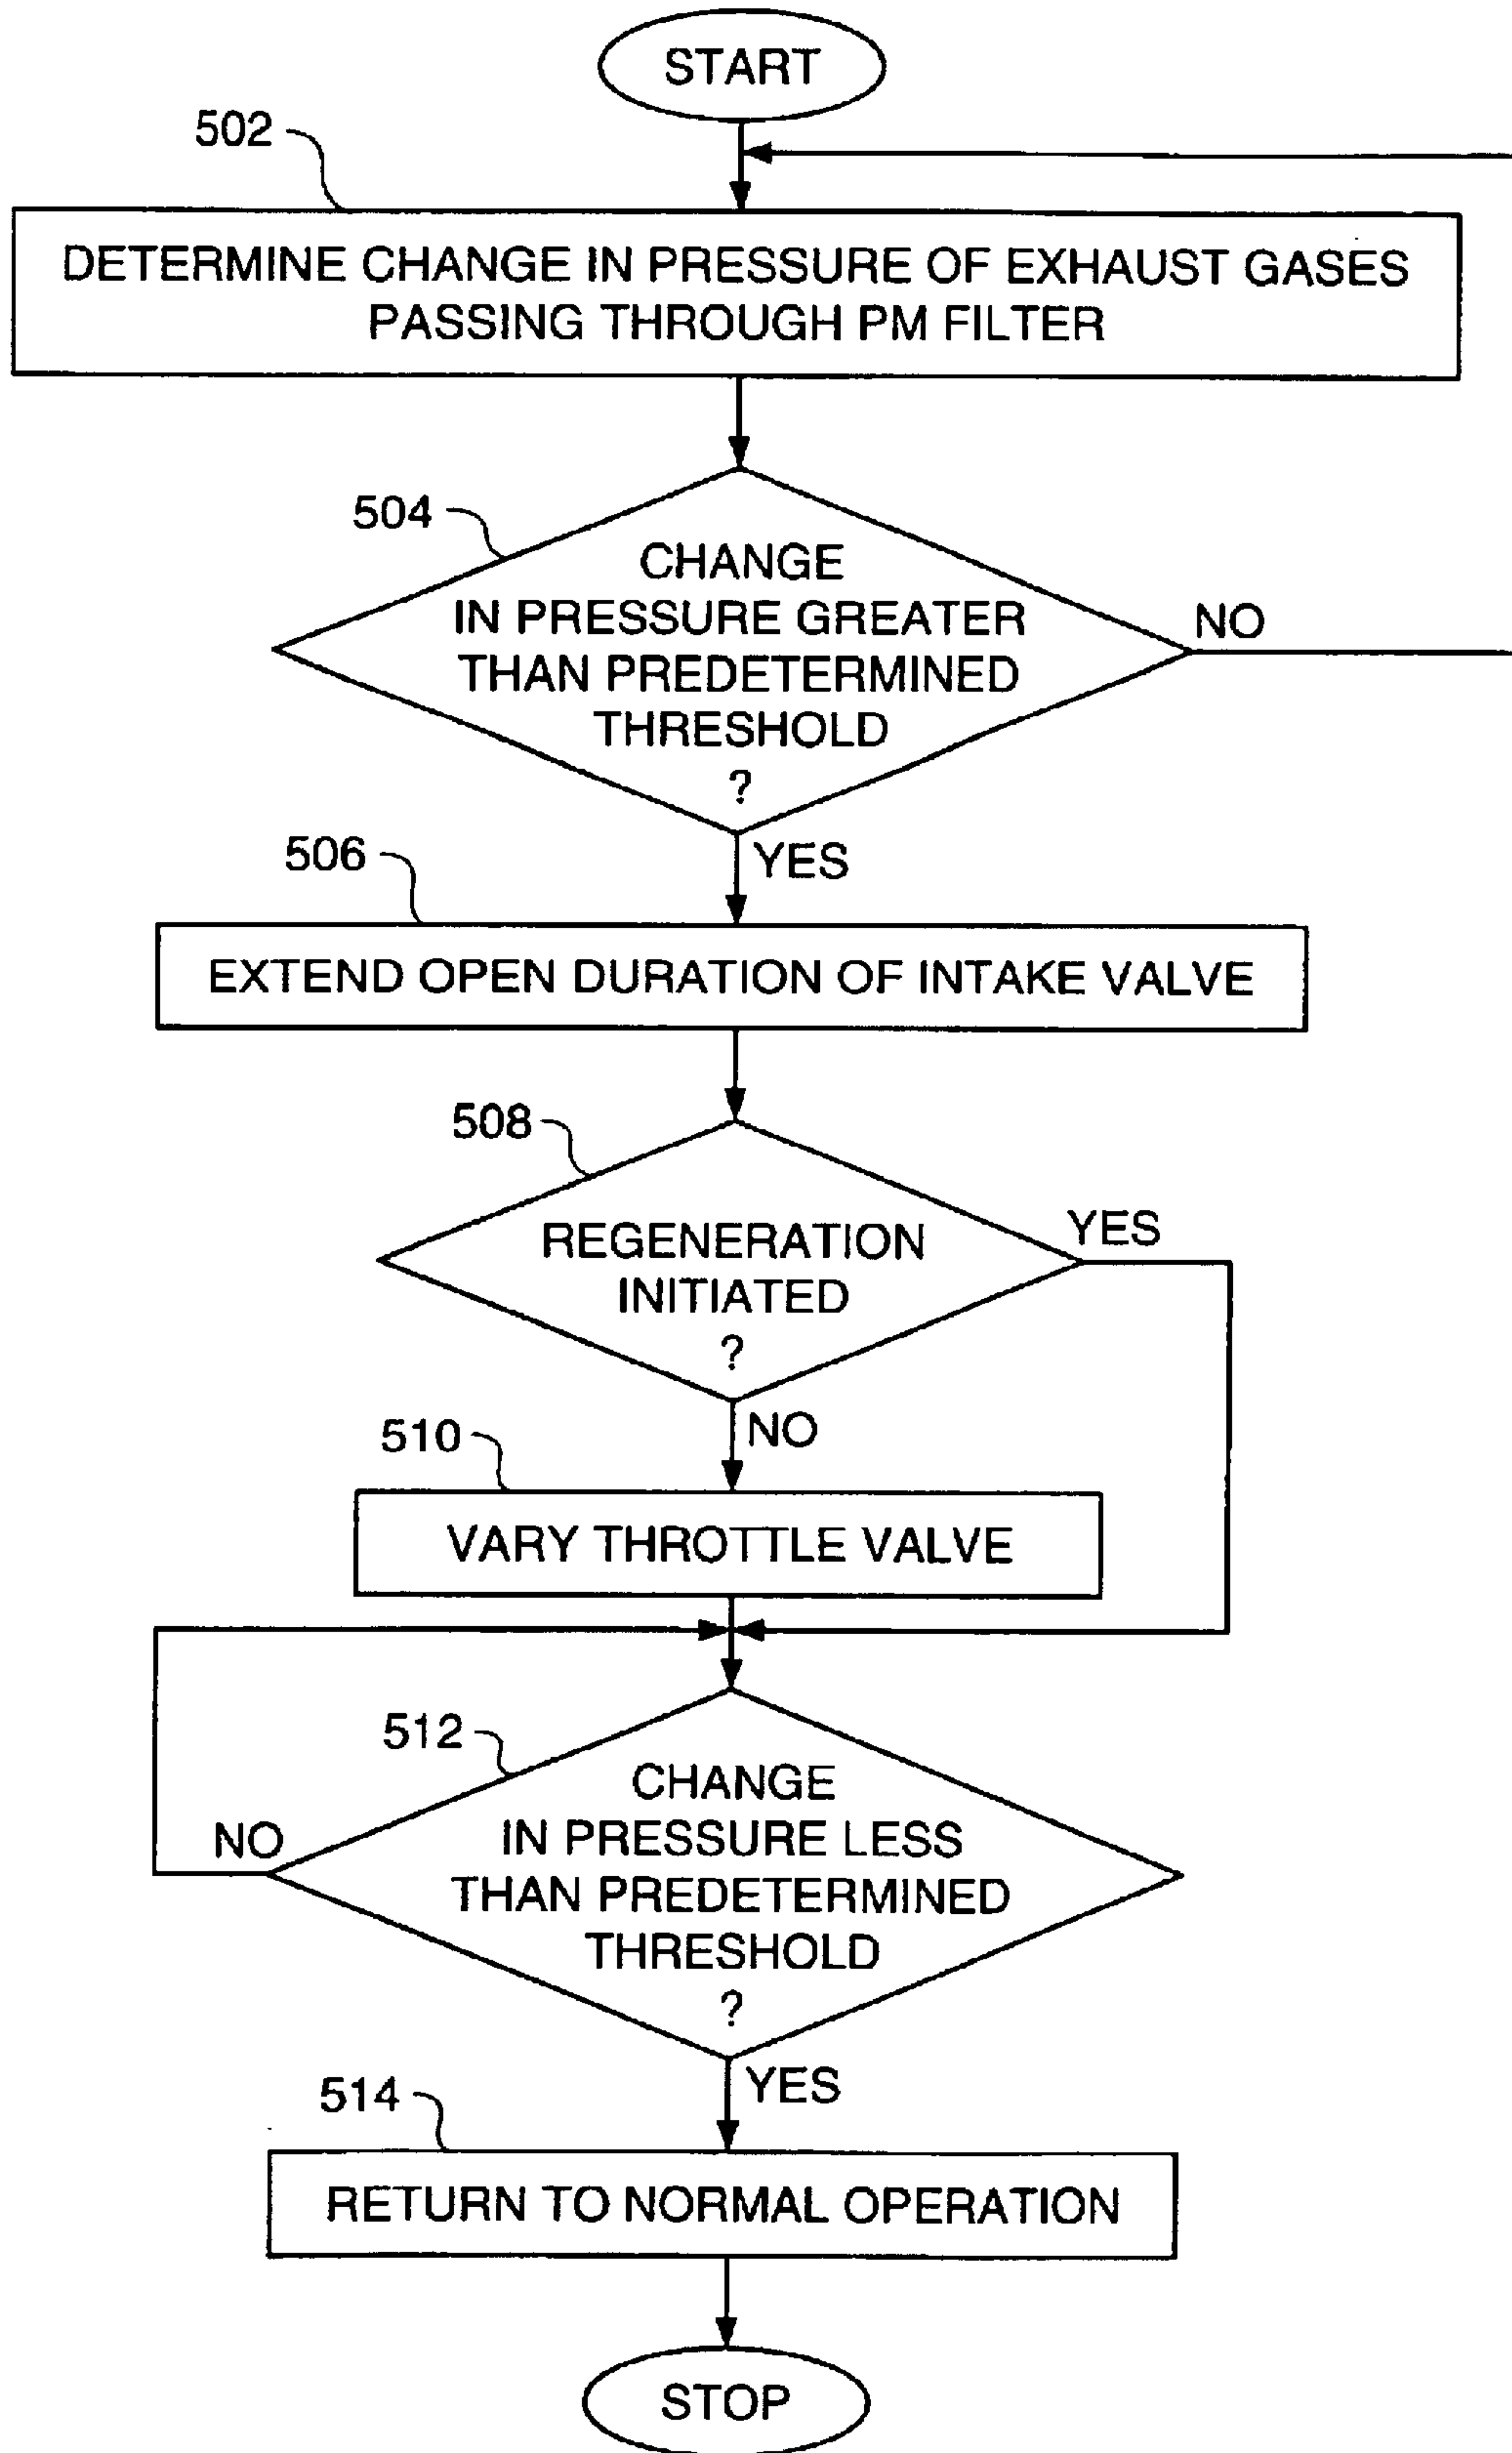 START
502
DETERMINE CHANGE IN PRESSURE OF EXHAUST GASES
PASSING THROUGH PM FILTER
504
CHANGE
IN PRESSURE GREATER
THAN PREDETERMINED
THRESHOLD
?
NO
YES
506
EXTEND OPEN DURATION OF INTAKE VALVE
508
REGENERATION
INITIATED
?
YES
NO
510
VARY THROTTLE VALVE
512
CHANGE
IN PRESSURE LESS
THAN PREDETERMINED
THRESHOLD
?
NO
YES
514
RETURN TO NORMAL OPERATION
STOP